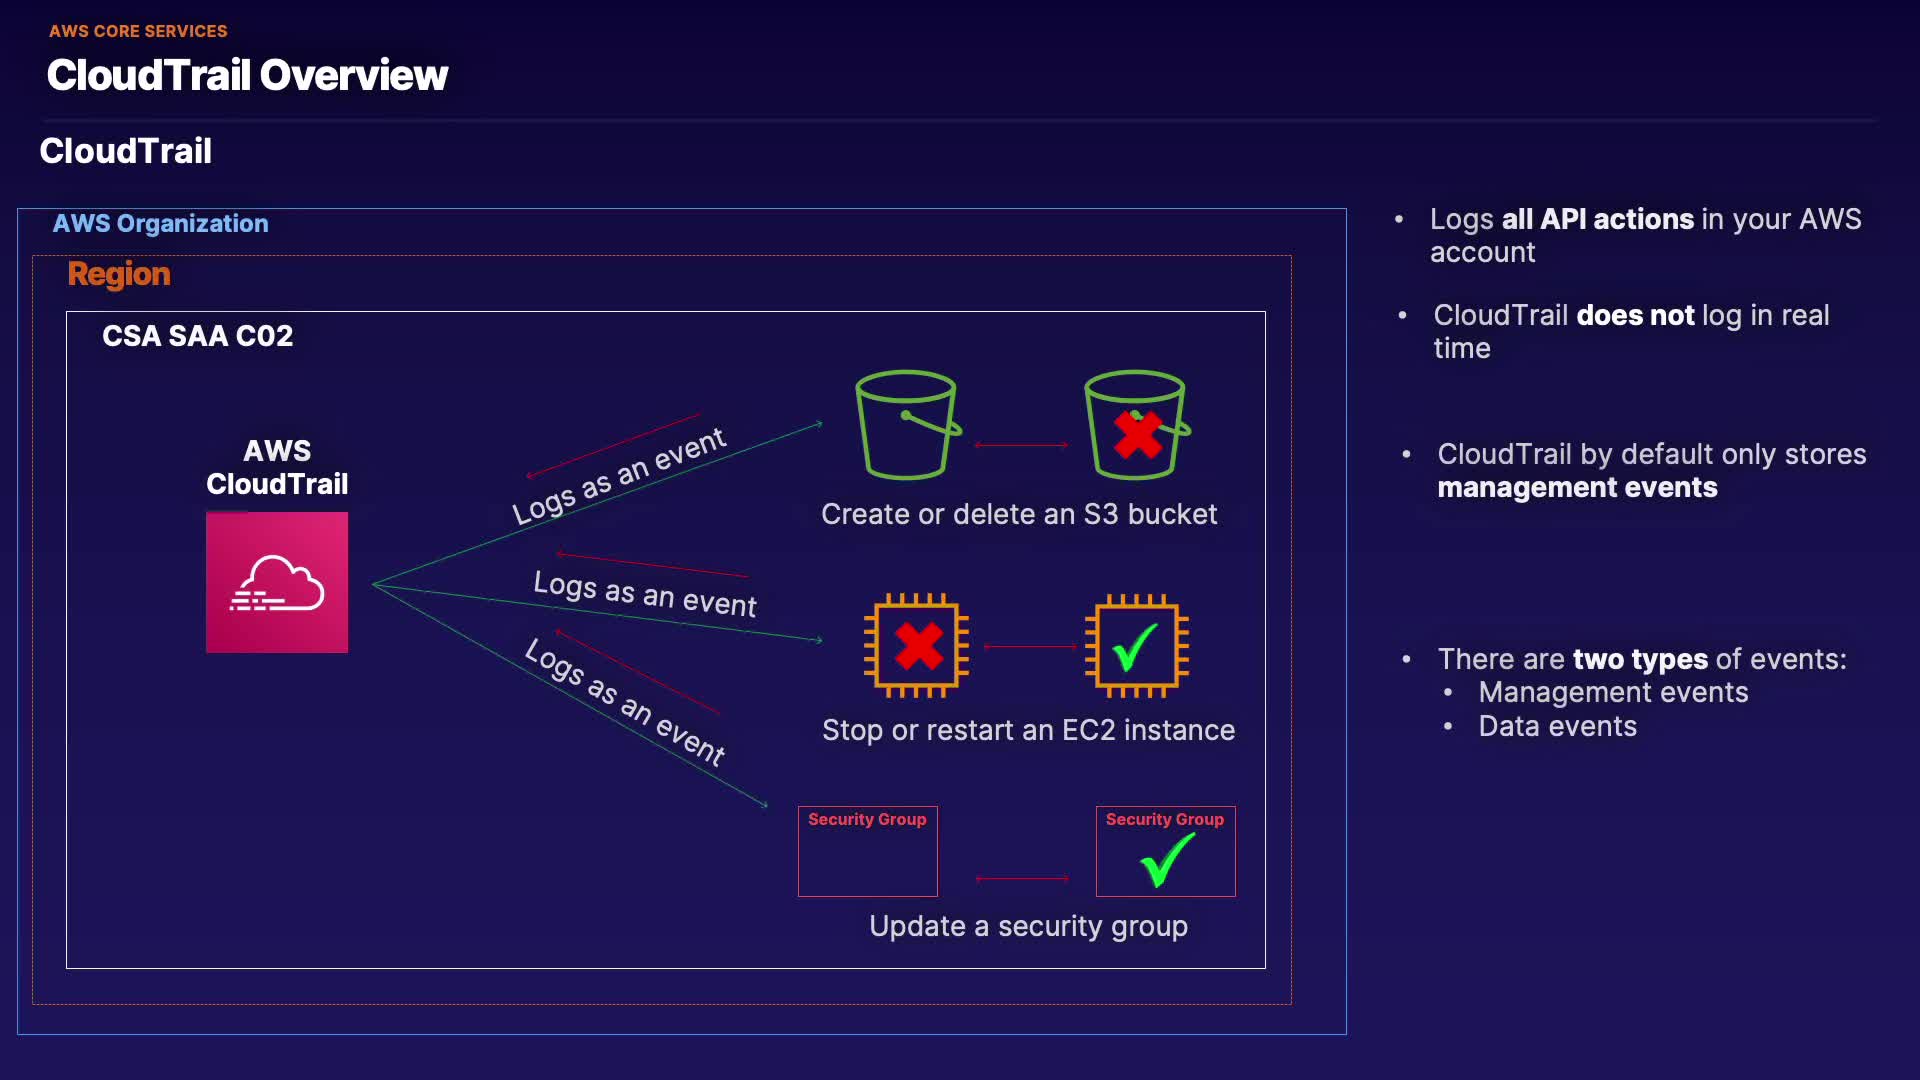 AWS CORE SERVICES
CloudTrail Overview
CloudTrail
AWS Organization
Region
CSA SAA C02
AWS
CloudTrail
Logs as an event
Logs as an event
Logs as an event
Create or delete an S3 bucket
Stop or restart an EC2 instance
Security Group
Security Group
Update a security group
• Logs all API actions in your AWS
account
• CloudTrail does not log in real
time
• CloudTrail by default only stores
management events
• There are two types of events:
• Management events
• Data events